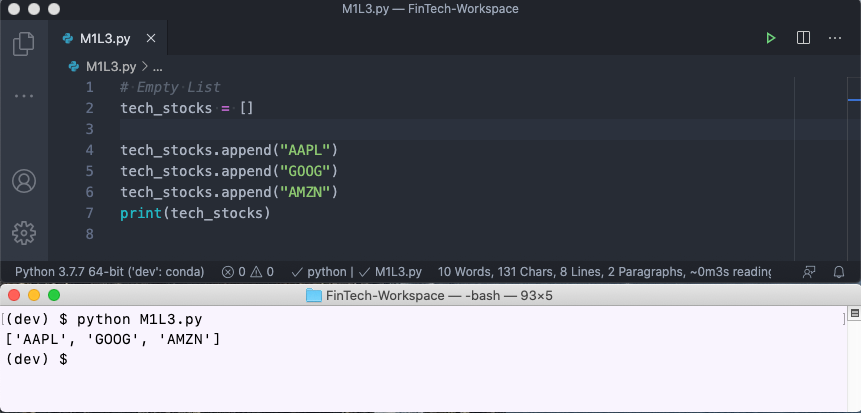 M1L3.py — FinTech-Workspace
M1L3.py
M1L3.py > ...
1 # Empty List
2 tech_stocks = []
3
4 tech_stocks.append("AAPL")
5 tech_stocks.append("GOOG")
6 tech_stocks.append("AMZN")
7 print(tech_stocks)
8
Python 3.7.7 64-bit ('dev': conda) 0 0 python | M1L3.py 10 Words, 131 Chars, 8 Lines, 2 Paragraphs, ~0m3s reading
FinTech-Workspace — -bash — 93×5
[(dev) $ python M1L3.py ]
['AAPL', 'GOOG', 'AMZN']
(dev) $